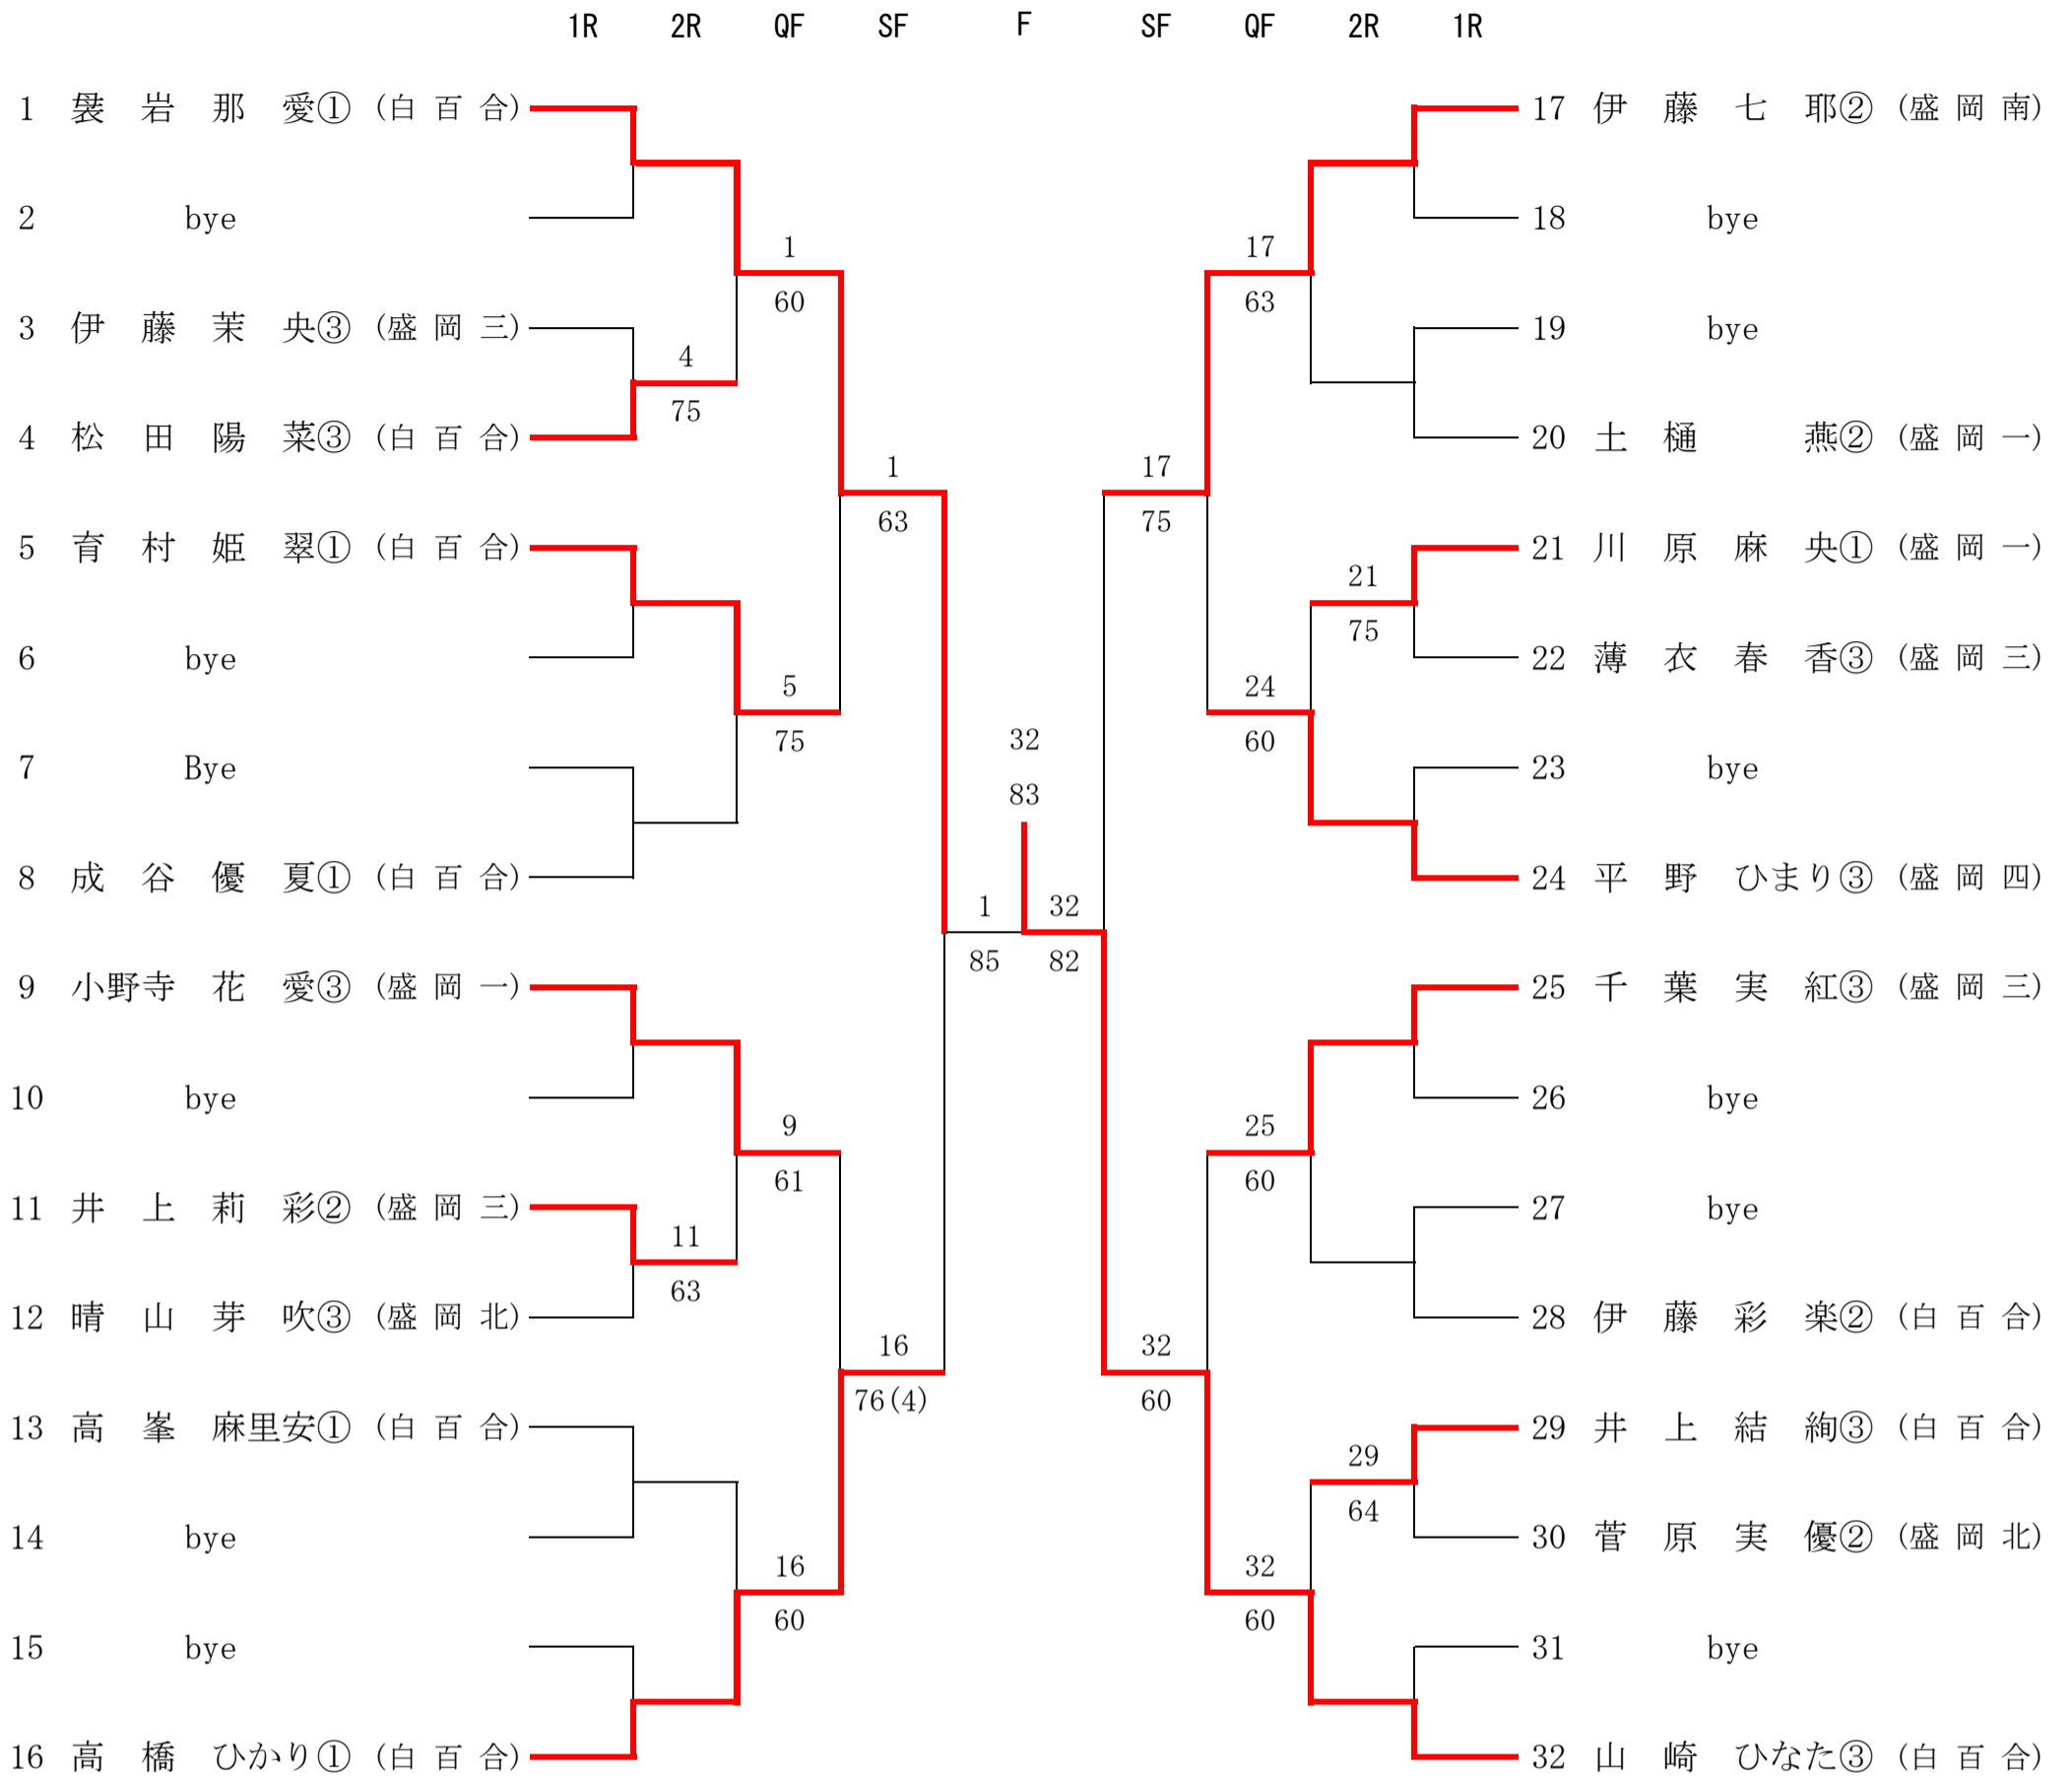 1R 2R QF SF F SF QF 2R 1R
1 袰岩那愛① (白百合)
2 bye
3 伊藤茉央③ (盛岡三)
4 松田陽菜③ (白百合)
5 育村姫翠① (白百合)
6 bye
7 Bye
8 成谷優夏① (白百合)
9 小野寺花愛③ (盛岡一)
10 bye
11 井上莉彩② (盛岡三)
12 晴山芽吹③ (盛岡北)
13 高峯麻里安① (白百合)
14 bye
15 bye
16 高橋ひかり① (白百合)
4
75
11
63
1
60
5
75
9
61
16
60
1
63
16
76(4)
1
85
32
83
32
82
17
75
32
60
17
63
24
60
25
60
32
60
21
75
29
64
17 伊藤七耶② (盛岡南)
18 bye
19 bye
20 土樋燕② (盛岡一)
21 川原麻央① (盛岡一)
22 薄衣春香③ (盛岡三)
23 bye
24 平野ひまり③ (盛岡四)
25 千葉実紅③ (盛岡三)
26 bye
27 bye
28 伊藤彩楽② (白百合)
29 井上結絢③ (白百合)
30 菅原実優② (盛岡北)
31 bye
32 山崎ひなた③ (白百合)